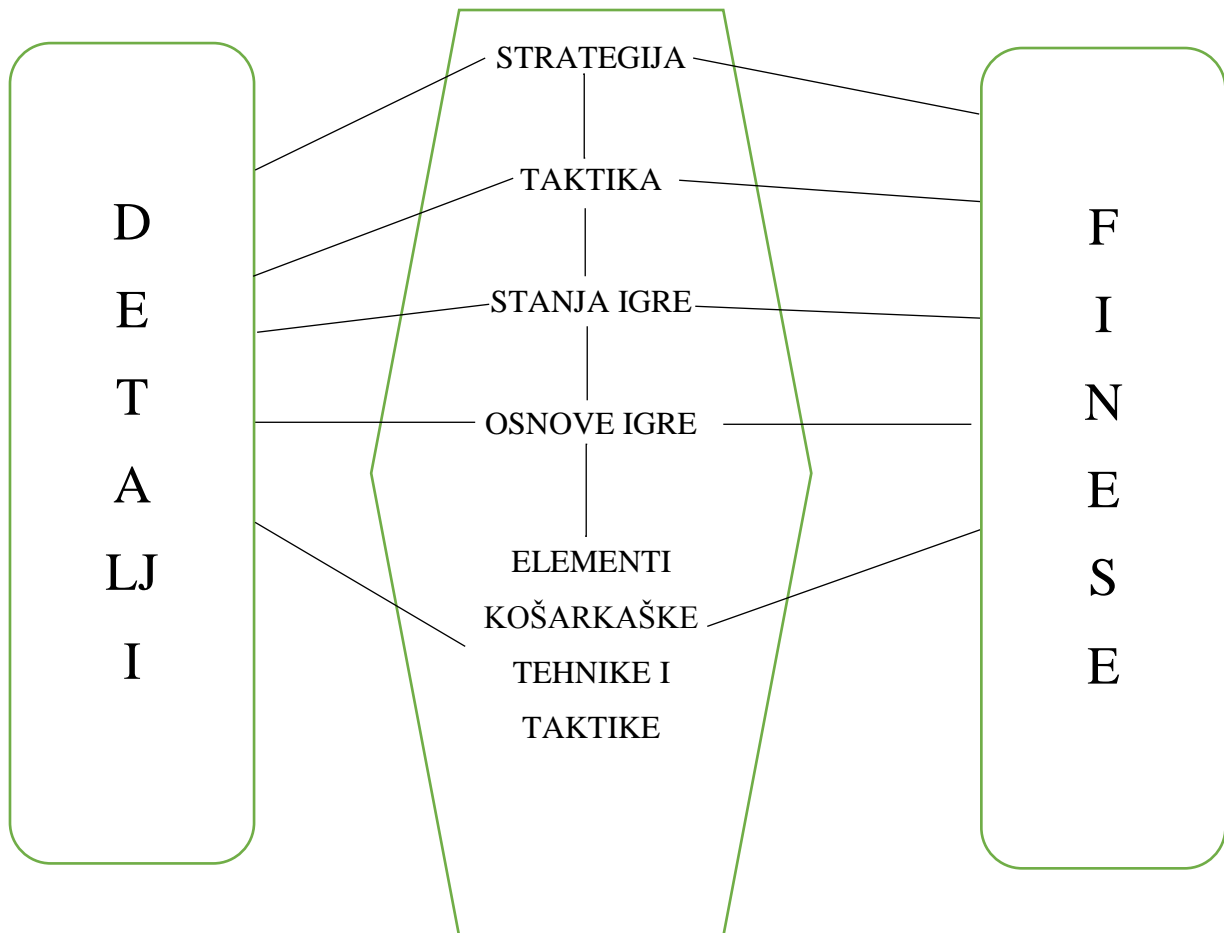 D
E
T
A
LJ
I
STRATEGIJA
TAKTIKA
STANJA IGRE
OSNOVE IGRE
ELEMENTI
KOŠARKAŠKE
TEHNIKE I
TAKTIKE
F
I
N
E
S
E